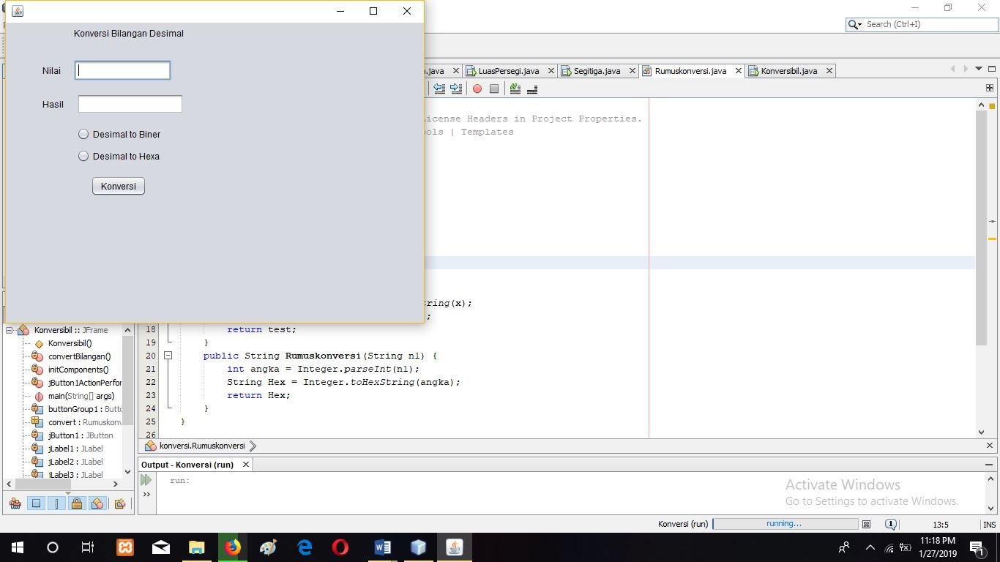 Konversi Bilangan Desimal
Nilai
Hasil
Desimal to Biner
Desimal to Hexa
Konversi
Search (Ctrl+I)
.java
LuasPersegi.java
Segitiga.java
Rumuskonversi.java
Konversibil.java
License Headers in Project Properties.
ools | Templates
ring(x);
;
18 return test;
19 }
20 public String Rumuskonversi(String n1) {
21 int angka = Integer.parseInt(n1);
22 String Hex = Integer.toHexString(angka);
23 return Hex;
24 }
25 }
26
Konversibil :: JFrame
Konversibil()
convertBilangan()
initComponents()
jButton1ActionPerfor
main(String[] args)
buttonGroup1 : Butt
convert : Rumuskonv
jButton1 : JButton
jLabel1 : JLabel
jLabel2 : JLabel
jLabel3 : JLabel
konversi.Rumuskonversi
Output - Konversi (run)
run:
Activate Windows
Go to Settings to activate Windows.
Konversi (run) running... 1 13:5 INS
11:18 PM
1/27/2019
1